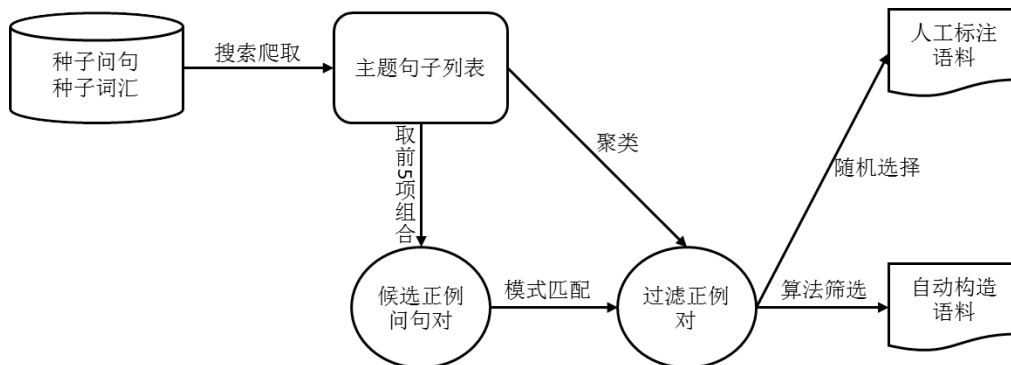 种子问句
种子词汇
搜索爬取
主题句子列表
取前5项组合
聚类
人工标注
语料
随机选择
候选正例
问句对
模式匹配
过滤正例
对
算法筛选
自动构造
语料